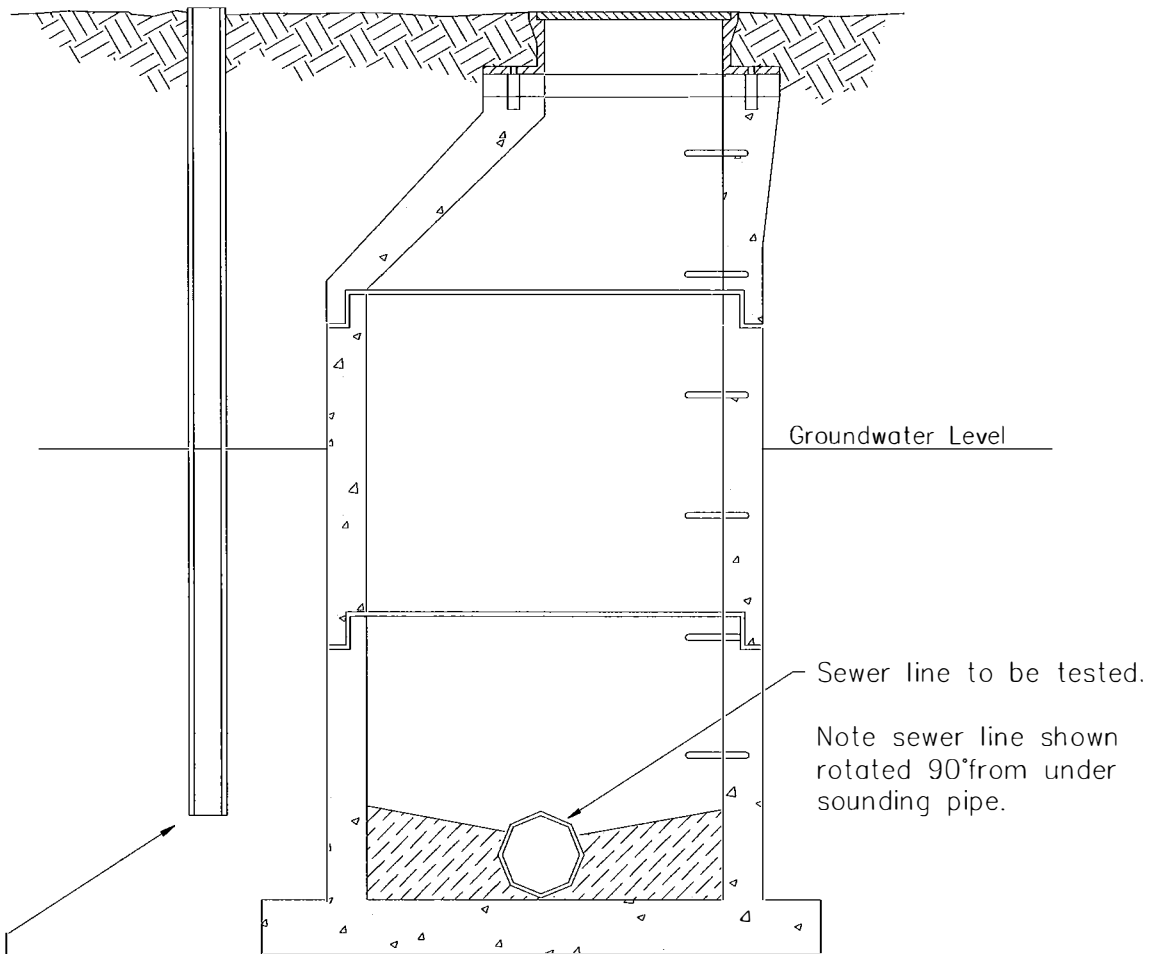 Groundwater Level
Sewer line to be tested.
Note sewer line shown
rotated 90°from under
sounding pipe.